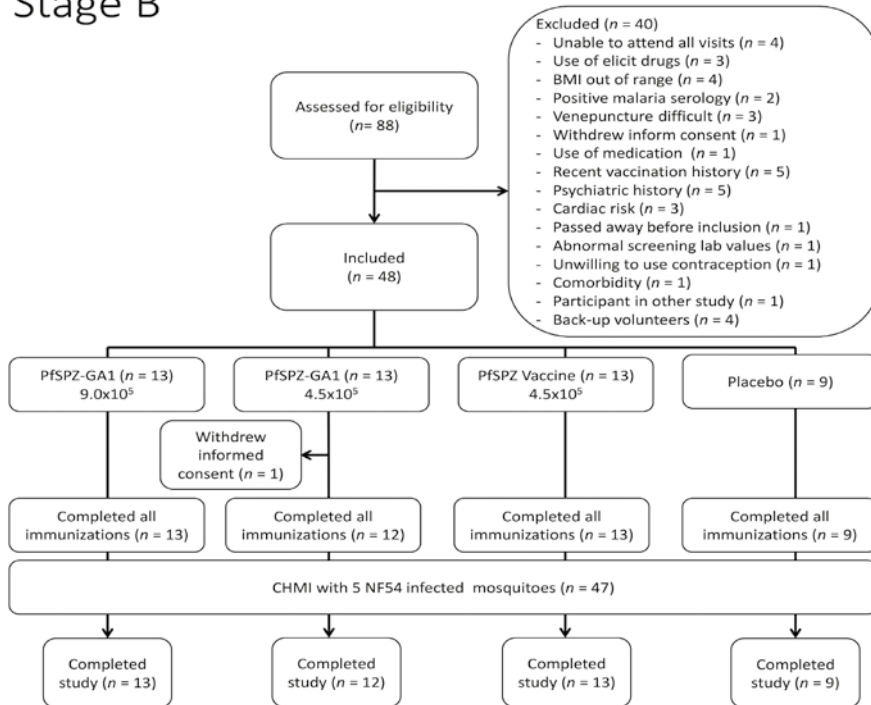 Stage B
Assessed for eligibility
(n= 88)
Excluded (n = 40)
- Unable to attend all visits (n = 4)
- Use of elicit drugs (n = 3)
- BMI out of range (n = 4)
- Positive malaria serology (n = 2)
- Venepuncture difficult (n = 3)
- Withdrew inform consent (n = 1)
- Use of medication (n = 1)
- Recent vaccination history (n = 5)
- Psychiatric history (n = 5)
- Cardiac risk (n = 3)
- Passed away before inclusion (n = 1)
- Abnormal screening lab values (n = 1)
- Unwilling to use contraception (n = 1)
- Comorbidity (n = 1)
- Participant in other study (n = 1)
- Back-up volunteers (n = 4)
Included
(n = 48)
PfSPZ-GA1 (n = 13)
9.0x10⁵
PfSPZ-GA1 (n = 13)
4.5x10⁵
PfSPZ Vaccine (n = 13)
4.5x10⁵
Placebo (n = 9)
Withdrew
informed
consent (n = 1)
Completed all
immunizations (n = 13)
Completed all
immunizations (n = 12)
Completed all
immunizations (n = 13)
Completed all
immunizations (n = 9)
CHMI with 5 NF54 infected mosquitoes (n = 47)
Completed
study (n = 13)
Completed
study (n = 12)
Completed
study (n = 13)
Completed
study (n = 9)